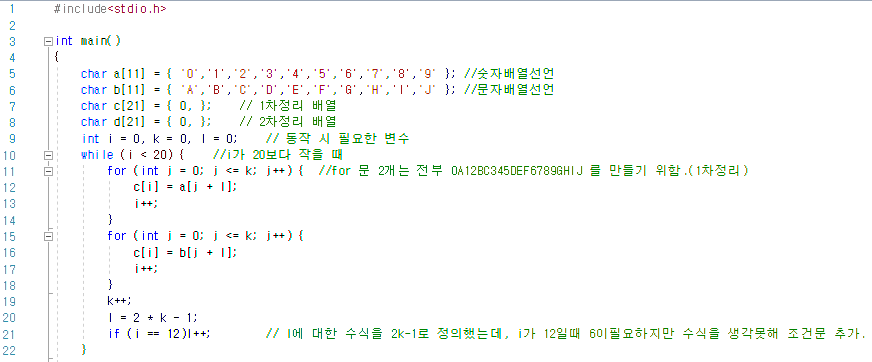 1 #include<stdio.h>
2
3 int main()
4 {
5 char a[11] = { '0','1','2','3','4','5','6','7','8','9' }; //숫자배열선언
6 char b[11] = { 'A','B','C','D','E','F','G','H','I','J' }; //문자배열선언
7 char c[21] = { 0, }; // 1차정리 배열
8 char d[21] = { 0, }; // 2차정리 배열
9 int i = 0, k = 0, l = 0; // 동작 시 필요한 변수
10 while (i < 20) { //i가 20보다 작을 때
11 for (int j = 0; j <= k; j++) { //for 문 2개는 전부 0A12BC345DEF6789GHIJ 를 만들기 위함.(1차정리)
12 c[i] = a[j + l];
13 i++;
14 }
15 for (int j = 0; j <= k; j++) {
16 c[i] = b[j + l];
17 i++;
18 }
19 k++;
20 l = 2 * k - 1;
21 if (i == 12)l++; // l에 대한 수식을 2k-1로 정의했는데, i가 12일때 6이필요하지만 수식을 생각못해 조건문 추가.
22 }